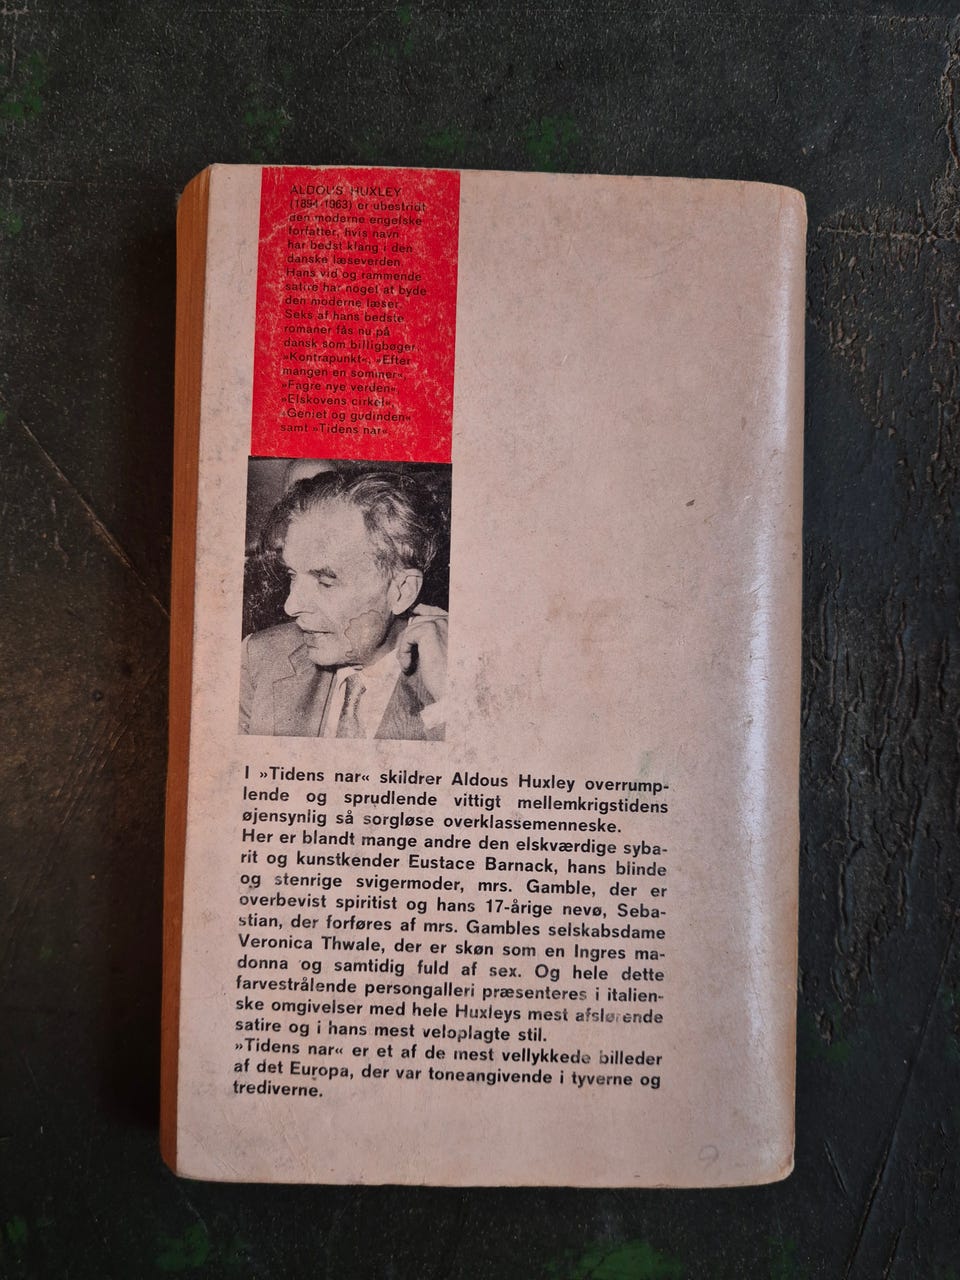 ALDOUS HUXLEY
(1894-1963) er ubestridt
den moderne engelske
forfatter, hvis navn
har bedst klang i den
danske læseverden.
Hans vid og rammende
satire har noget at byde
den moderne læser.
Seks af hans bedste
romaner fås nu på
dansk som billigbøger
»Kontrapunkt«, »Efter
mangen en sommer«
»Fagre nye verden«
»Elskovens cirkel«,
»Geniet og gudinden«
samt »Tidens nar«.
I »Tidens nar« skildrer Aldous Huxley overrump-
lende og sprudlende vittigt mellemkrigstidens
øjensynlig så sorgløse overklassemenneske.
Her er blandt mange andre den elskværdige syba-
rit og kunstkender Eustace Barnack, hans blinde
og stenrige svigermoder, mrs. Gamble, der er
overbevist spiritist og hans 17-årige nevø, Seba-
stian, der forføres af mrs. Gambles selskabsdame
Veronica Thwale, der er skøn som en Ingres ma-
donna og samtidig fuld af sex. Og hele dette
farvestrålende persongalleri præsenteres i italien-
ske omgivelser med hele Huxleys mest afslørende
satire og i hans mest veloplagte stil.
»Tidens nar« er et af de mest vellykkede billeder
af det Europa, der var toneangivende i tyverne og
trediverne.